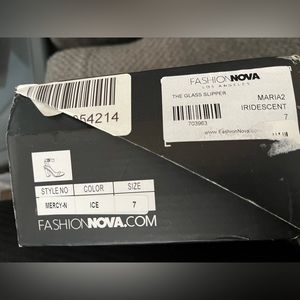 FASHIONNOVA
LOS ANGELES
THE GLASS SLIPPER
MARIA2
IRIDESCENT
7
703963
www.FashionNova.com
54214
STYLE NO COLOR SIZE
MERCY-N ICE 7
FASHIONNOVA.COM